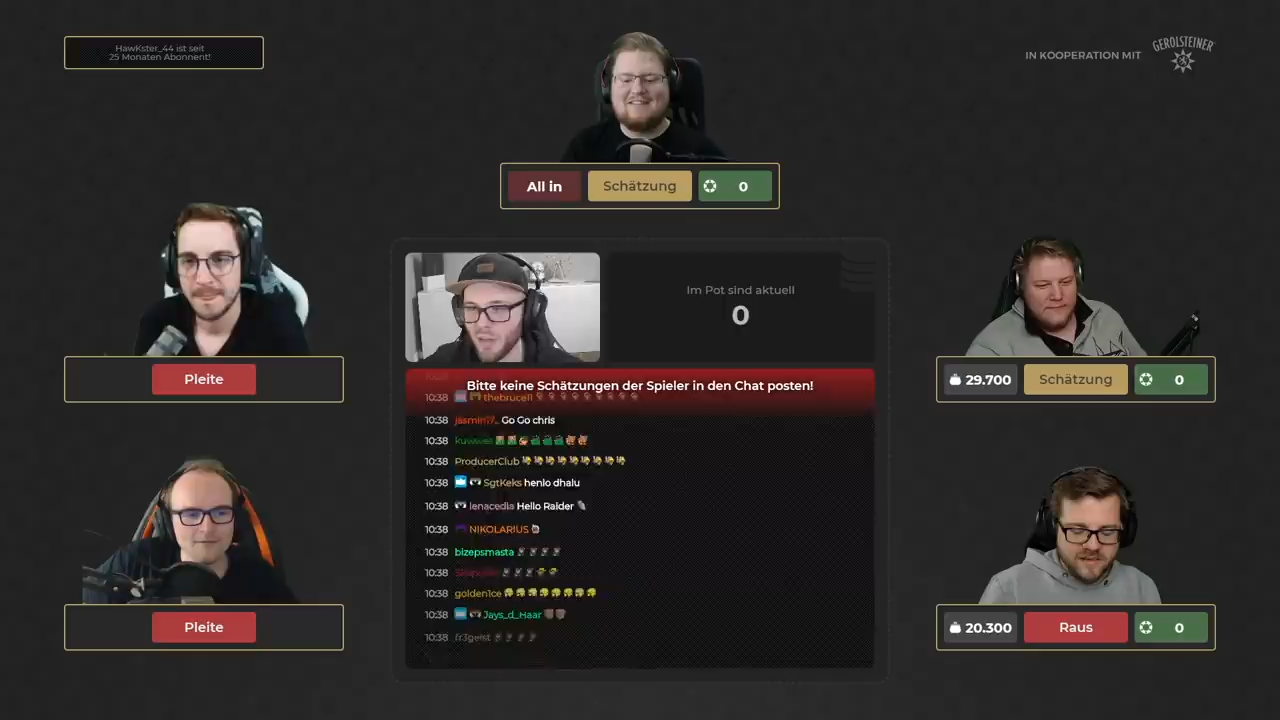 HawKster_44 ist seit
25 Monaten Abonnent!
IN KOOPERATION MIT
GEROLSTEINER
All in
Schätzung
0
Im Pot sind aktuell
0
Pleite
29.700
Schätzung
0
Bitte keine Schätzungen der Spieler in den Chat posten!
10:38 thebruce11
10:38 jasmin17_ Go Go chris
10:38 kuwwes
10:38 ProducerClub
10:38 SgtKeks henlo dhalu
10:38 lenacedia Hello Raider
10:38 NIKOLARIUS
10:38 bizepsmasta
10:38
10:38 golden1ce
10:38 Jays_d_Haar
10:38 fr3geist
Pleite
20.300
Raus
0